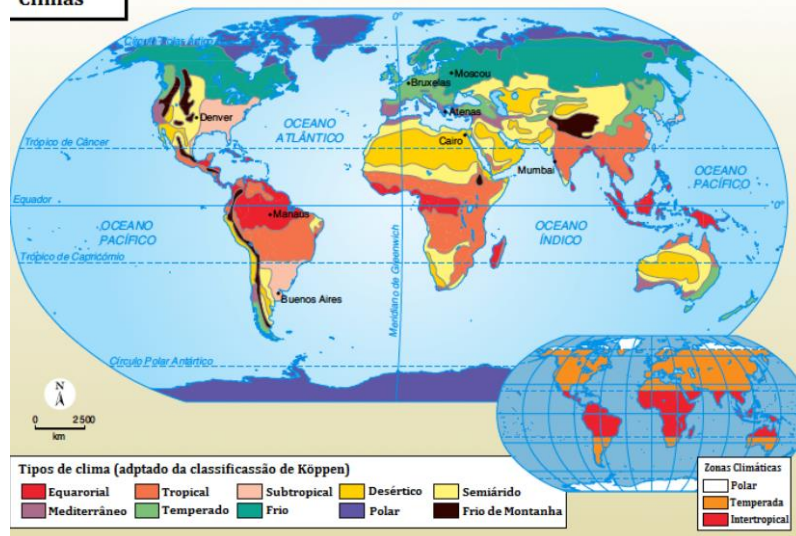 Climas
0°
Círculo Polar Ártico
Moscou
Bruxelas
Denver
Atenas
OCEANO
ATLÂNTICO
Cairo
Trópico de Câncer
Mumbai
OCEANO
PACÍFICO
Equador
0°
Manaus
OCEANO
PACÍFICO
OCEANO
ÍNDICO
Trópico de Capricórnio
Meridiano de Greenwich
Buenos Aires
Círculo Polar Antártico
N
0 2500
km
Tipos de clima (adptado da classificassão de Köppen)
Equarorial Tropical Subtropical Desértico Semiárido
Mediterrâneo Temperado Frio Polar Frio de Montanha
Zonas Climáticas
Polar
Temperada
Intertropical